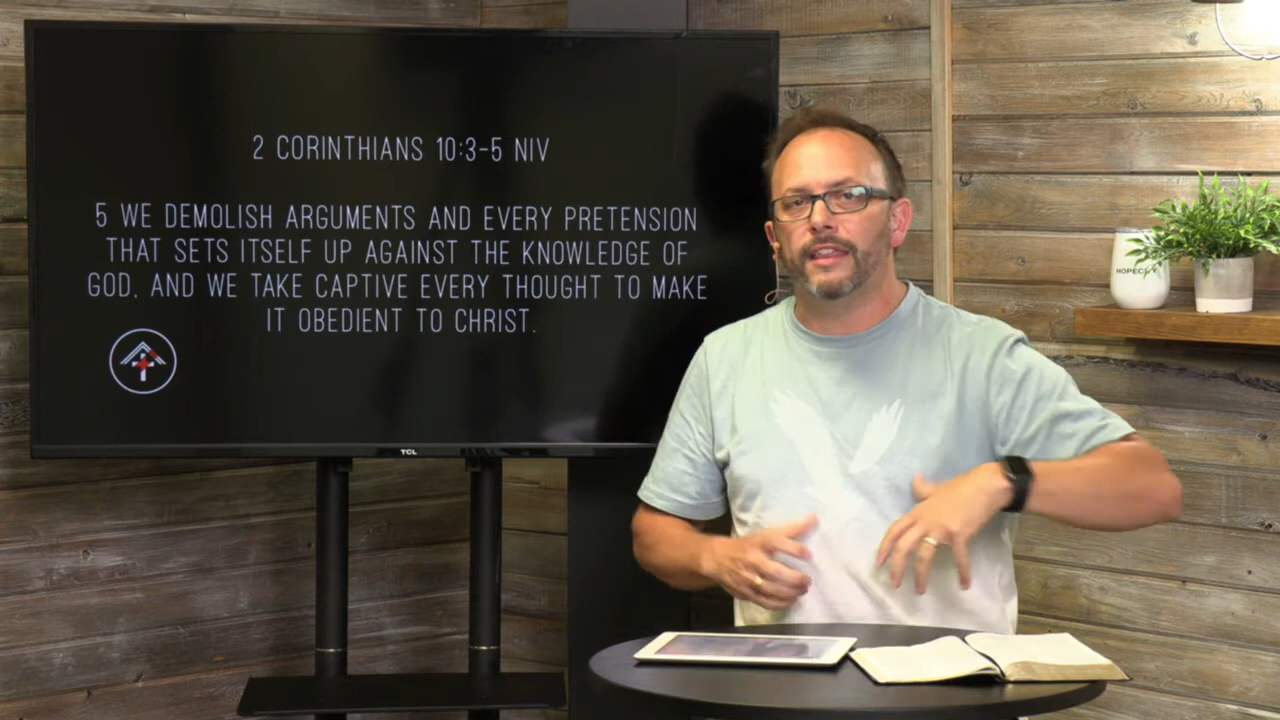 2 CORINTHIANS 10:3-5 NIV
5 WE DEMOLISH ARGUMENTS AND EVERY PRETENSION
THAT SETS ITSELF UP AGAINST THE KNOWLEDGE OF
GOD, AND WE TAKE CAPTIVE EVERY THOUGHT TO MAKE
IT OBEDIENT TO CHRIST.
TCL